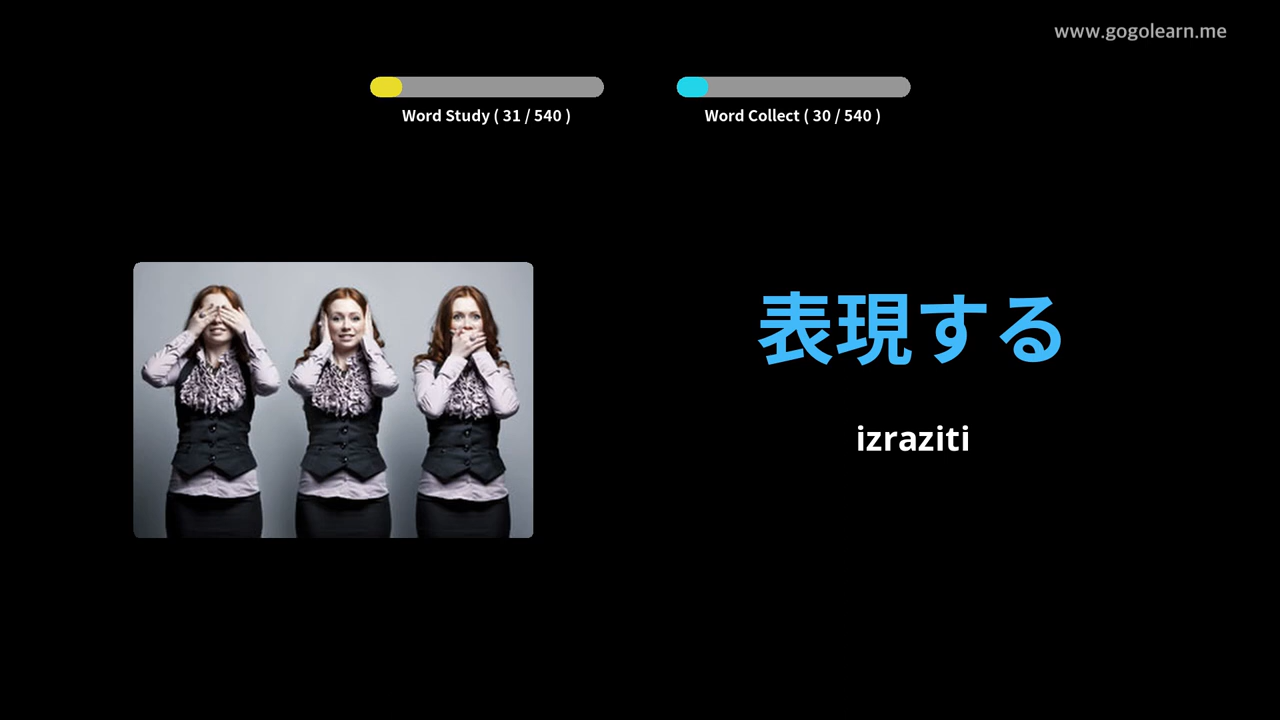 www.gogolearn.me
Word Study ( 31 / 540 )
Word Collect ( 30 / 540 )
表現する
izraziti